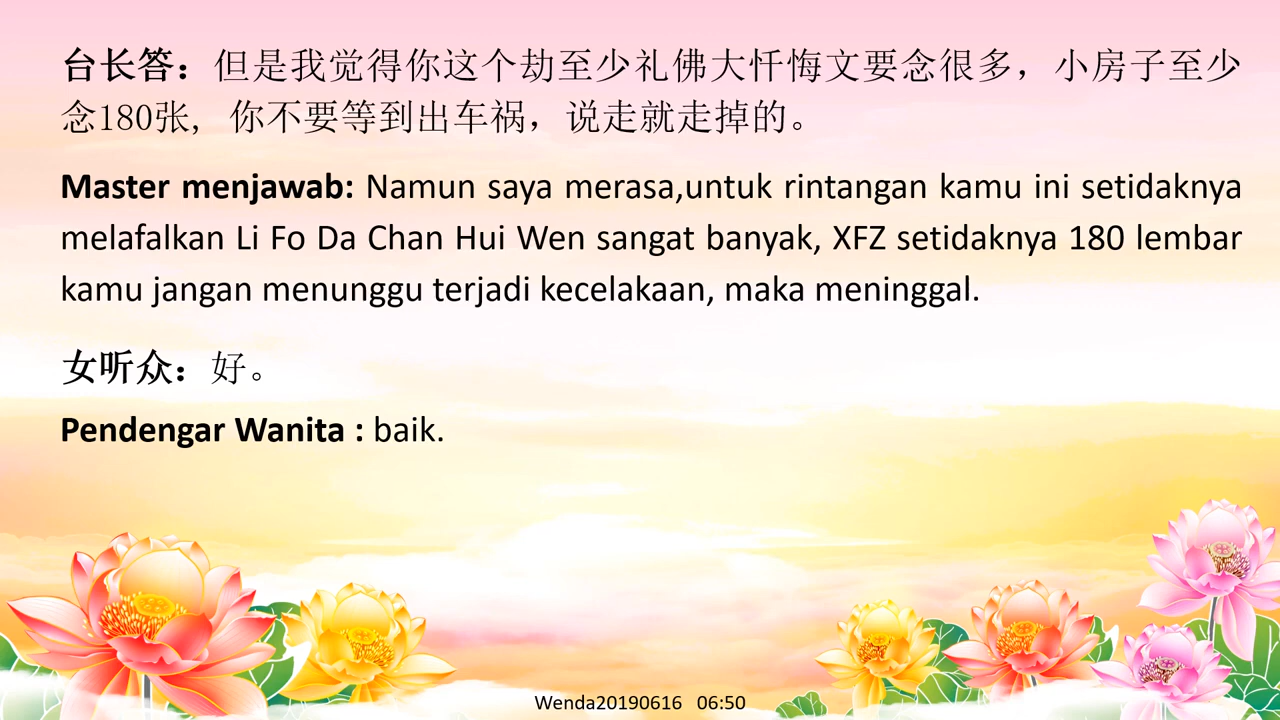 台长答：但是我觉得你这个劫至少礼佛大忏悔文要念很多，小房子至少
念180张, 你不要等到出车祸，说走就走掉的。
Master menjawab: Namun saya merasa,untuk rintangan kamu ini setidaknya
melafalkan Li Fo Da Chan Hui Wen sangat banyak, XFZ setidaknya 180 lembar
kamu jangan menunggu terjadi kecelakaan, maka meninggal.
女听众：好。
Pendengar Wanita : baik.
Wenda20190616 06:50